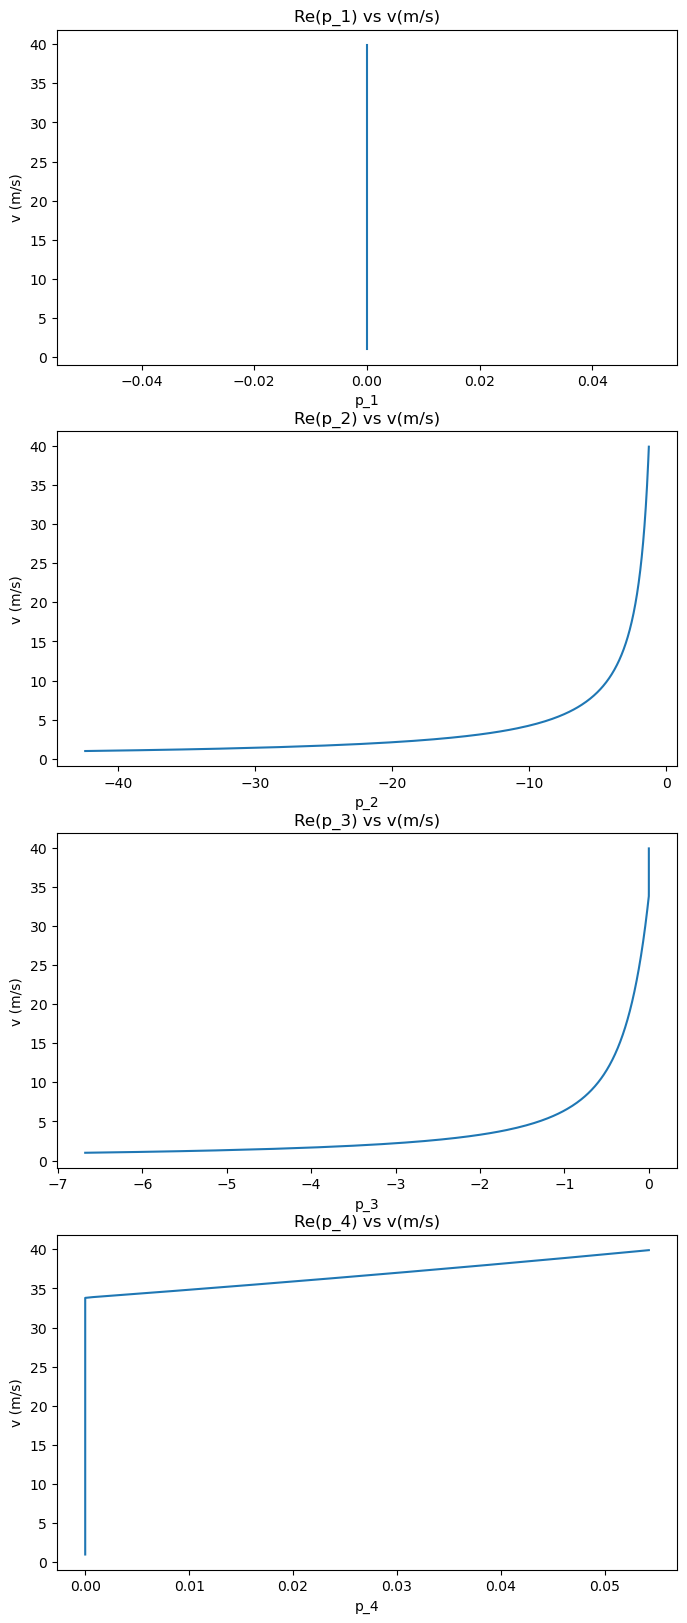 Re(p_1) vs v(m/s)
40
35
30
25
20
15
10
5
0
v (m/s)
−0.04 −0.02 0.00 0.02 0.04
p_1
Re(p_2) vs v(m/s)
40
35
30
25
20
15
10
5
0
v (m/s)
−40 −30 −20 −10 0
p_2
Re(p_3) vs v(m/s)
40
35
30
25
20
15
10
5
0
v (m/s)
−7 −6 −5 −4 −3 −2 −1 0
p_3
Re(p_4) vs v(m/s)
40
35
30
25
20
15
10
5
0
v (m/s)
0.00 0.01 0.02 0.03 0.04 0.05
p_4